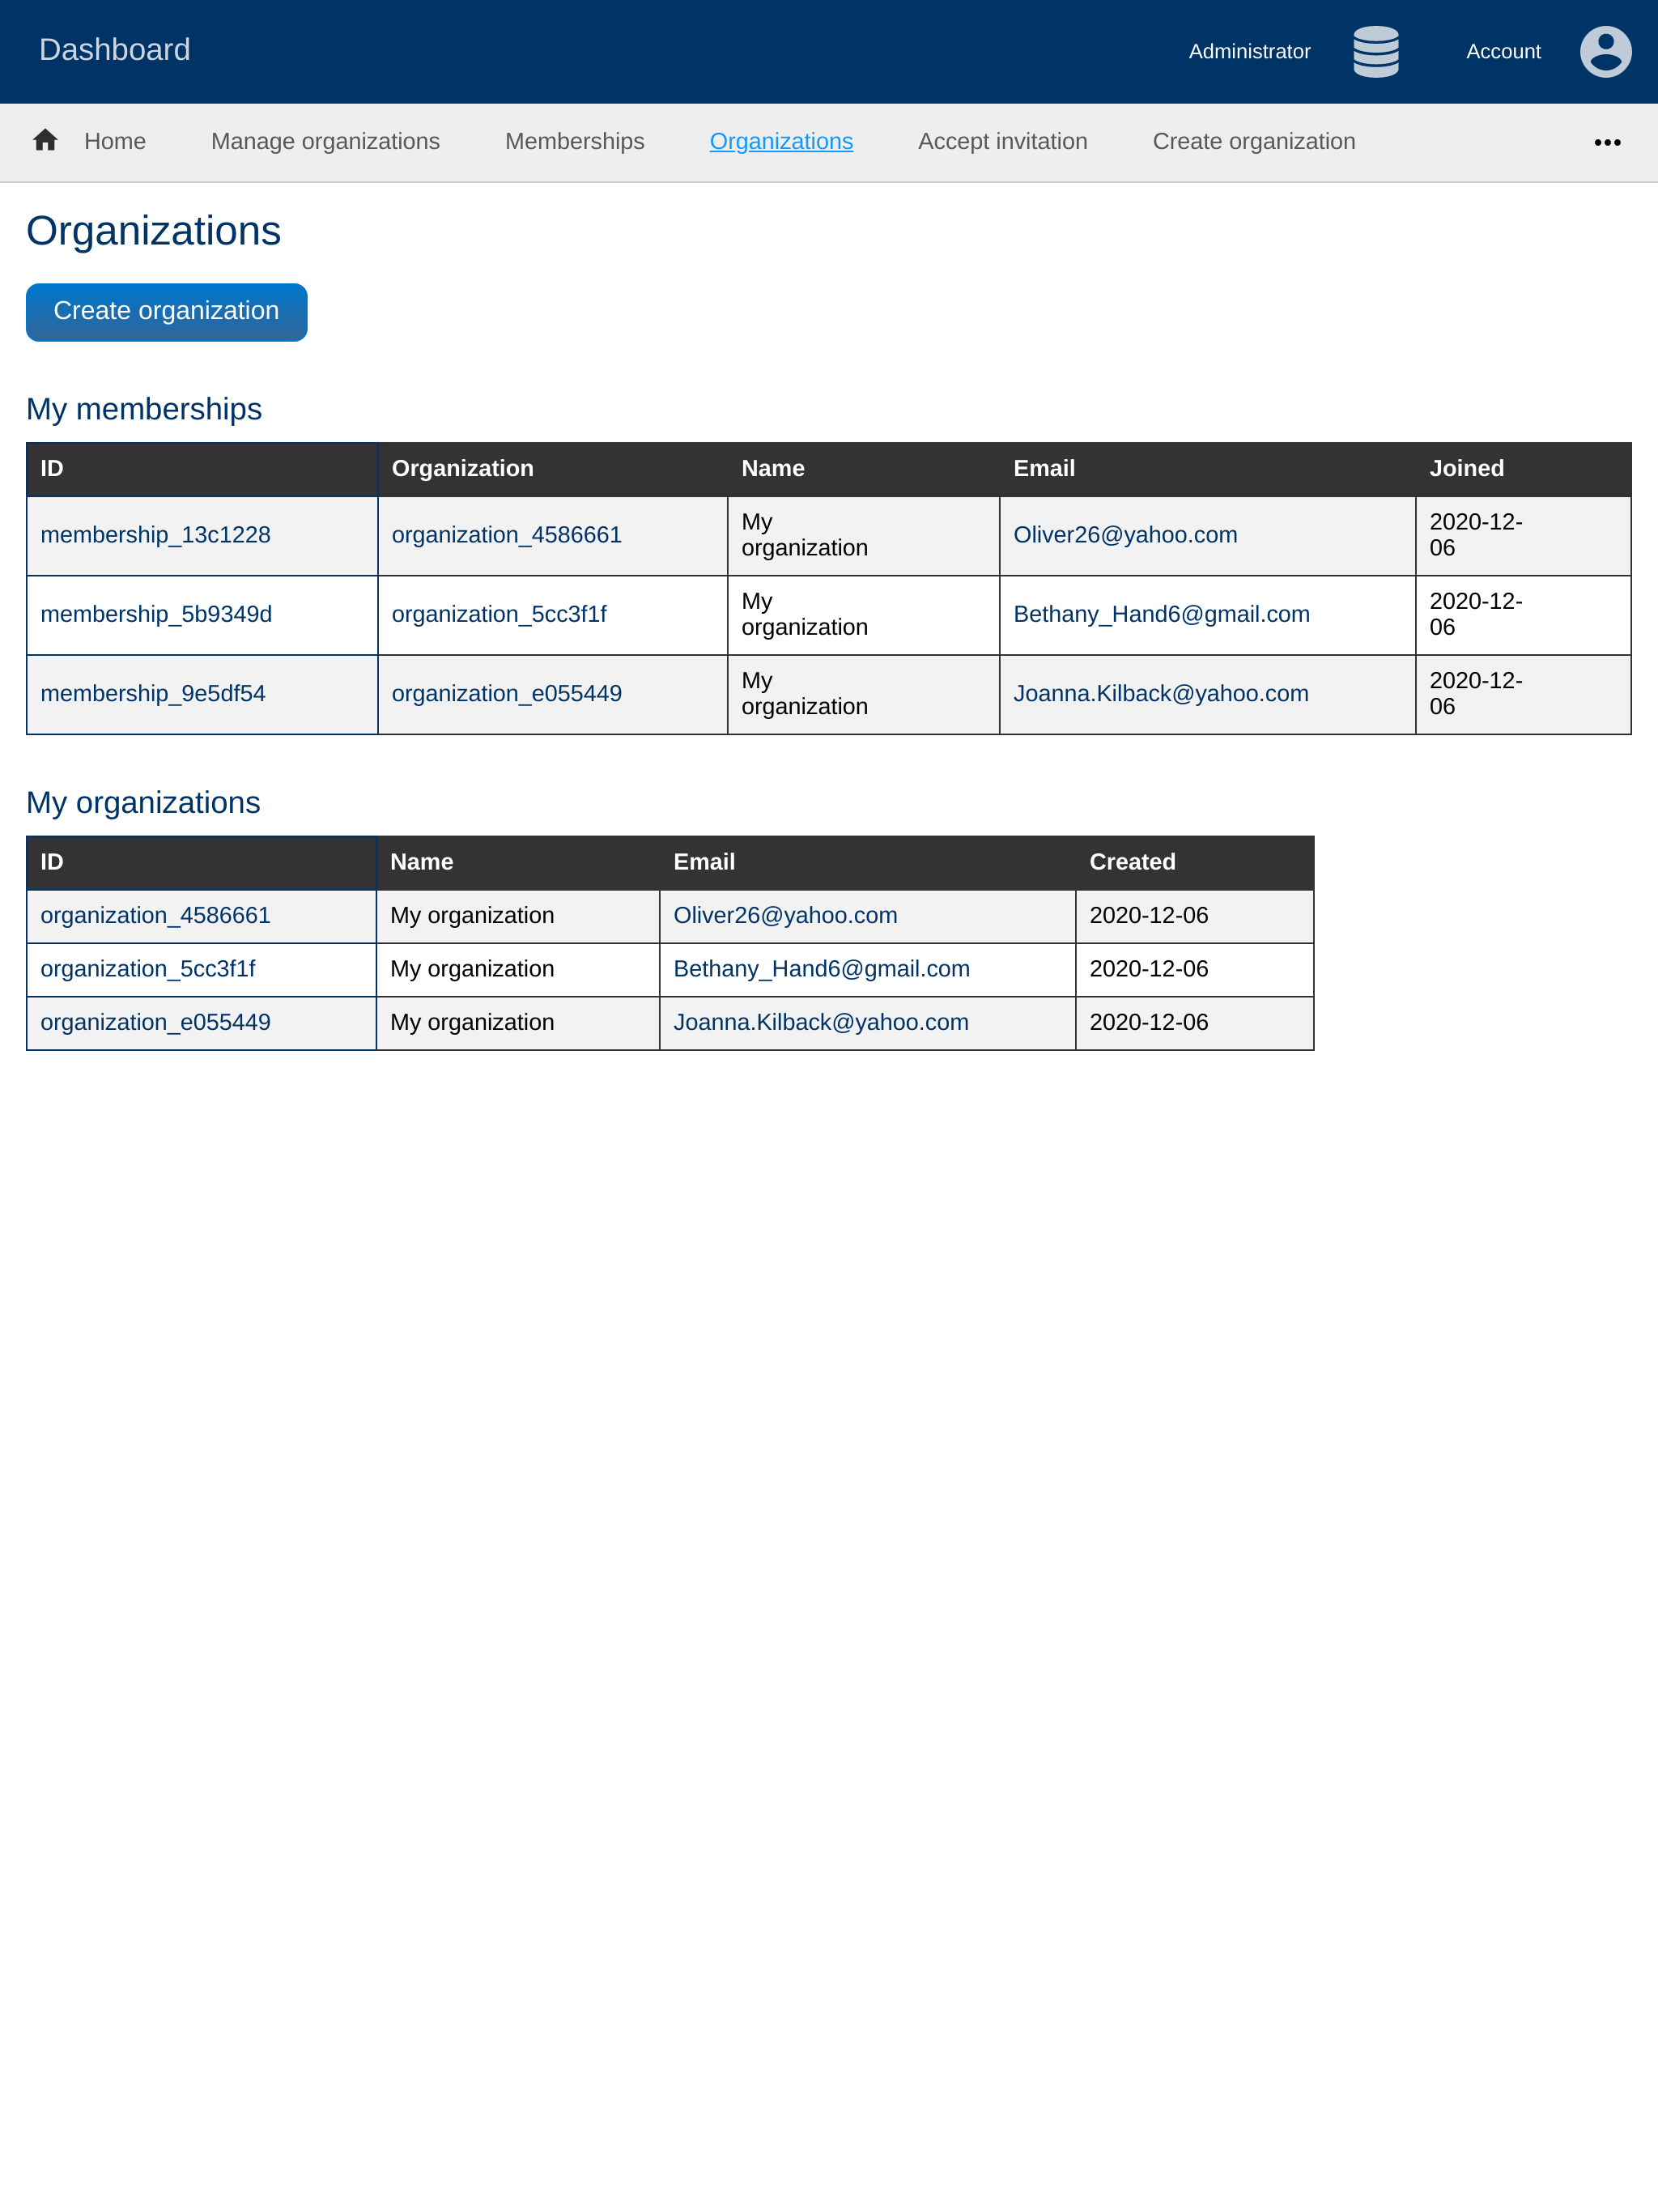 Dashboard Administrator Account
Home Manage organizations Memberships Organizations Accept invitation Create organization •••
Organizations
Create organization
My memberships
ID Organization Name Email Joined
membership_13c1228 organization_4586661 My organization Oliver26@yahoo.com 2020-12-06
membership_5b9349d organization_5cc3f1f My organization Bethany_Hand6@gmail.com 2020-12-06
membership_9e5df54 organization_e055449 My organization Joanna.Kilback@yahoo.com 2020-12-06
My organizations
ID Name Email Created
organization_4586661 My organization Oliver26@yahoo.com 2020-12-06
organization_5cc3f1f My organization Bethany_Hand6@gmail.com 2020-12-06
organization_e055449 My organization Joanna.Kilback@yahoo.com 2020-12-06